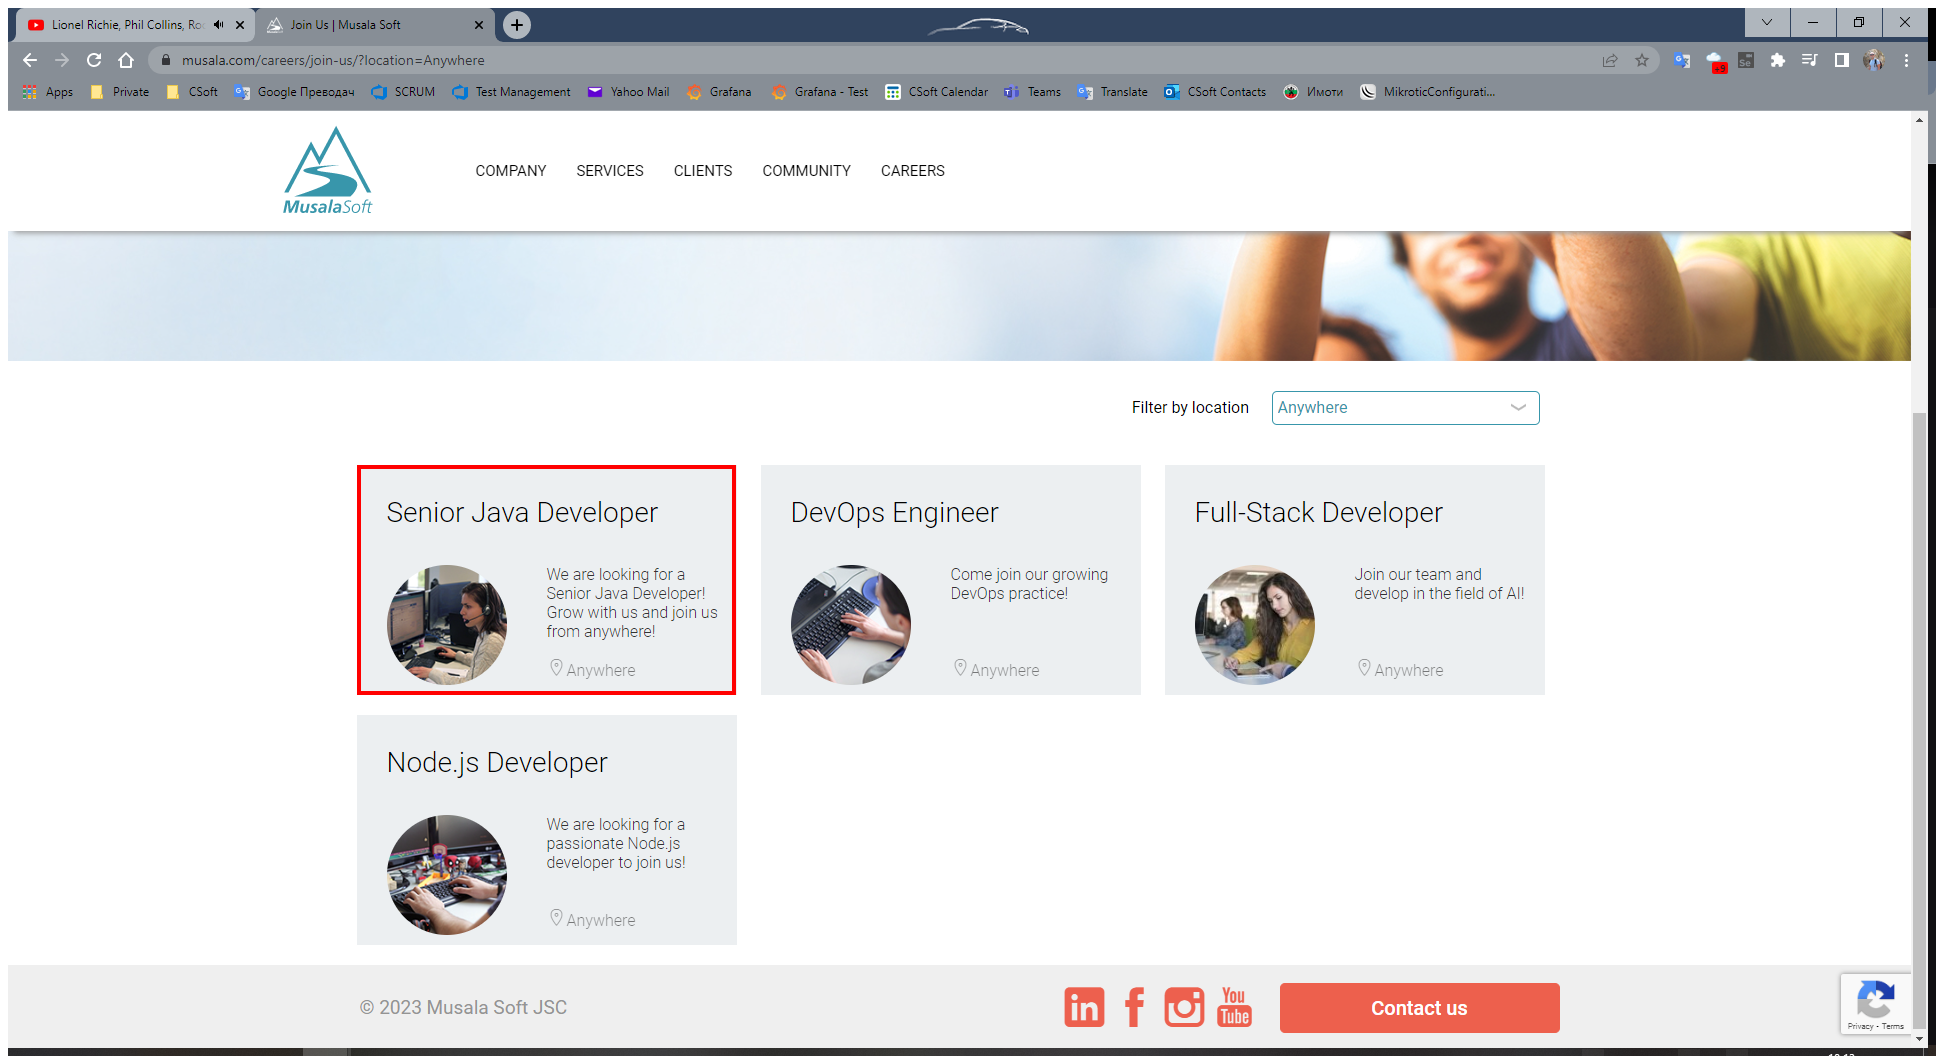 Lionel Richie, Phil Collins, Ro
Join Us | Musala Soft
musala.com/careers/join-us/?location=Anywhere
Apps
Private
CSoft
Google Преводач
SCRUM
Test Management
Yahoo Mail
Grafana
Grafana - Test
CSoft Calendar
Teams
Translate
CSoft Contacts
Имоти
MikroticConfigurati...
MusalaSoft
COMPANY
SERVICES
CLIENTS
COMMUNITY
CAREERS
Filter by location
Anywhere
Senior Java Developer
We are looking for a
Senior Java Developer!
Grow with us and join us
from anywhere!
Anywhere
DevOps Engineer
Come join our growing
DevOps practice!
Anywhere
Full-Stack Developer
Join our team and
develop in the field of AI!
Anywhere
Node.js Developer
We are looking for a
passionate Node.js
developer to join us!
Anywhere
© 2023 Musala Soft JSC
in
f
You
Tube
Contact us
Privacy - Terms